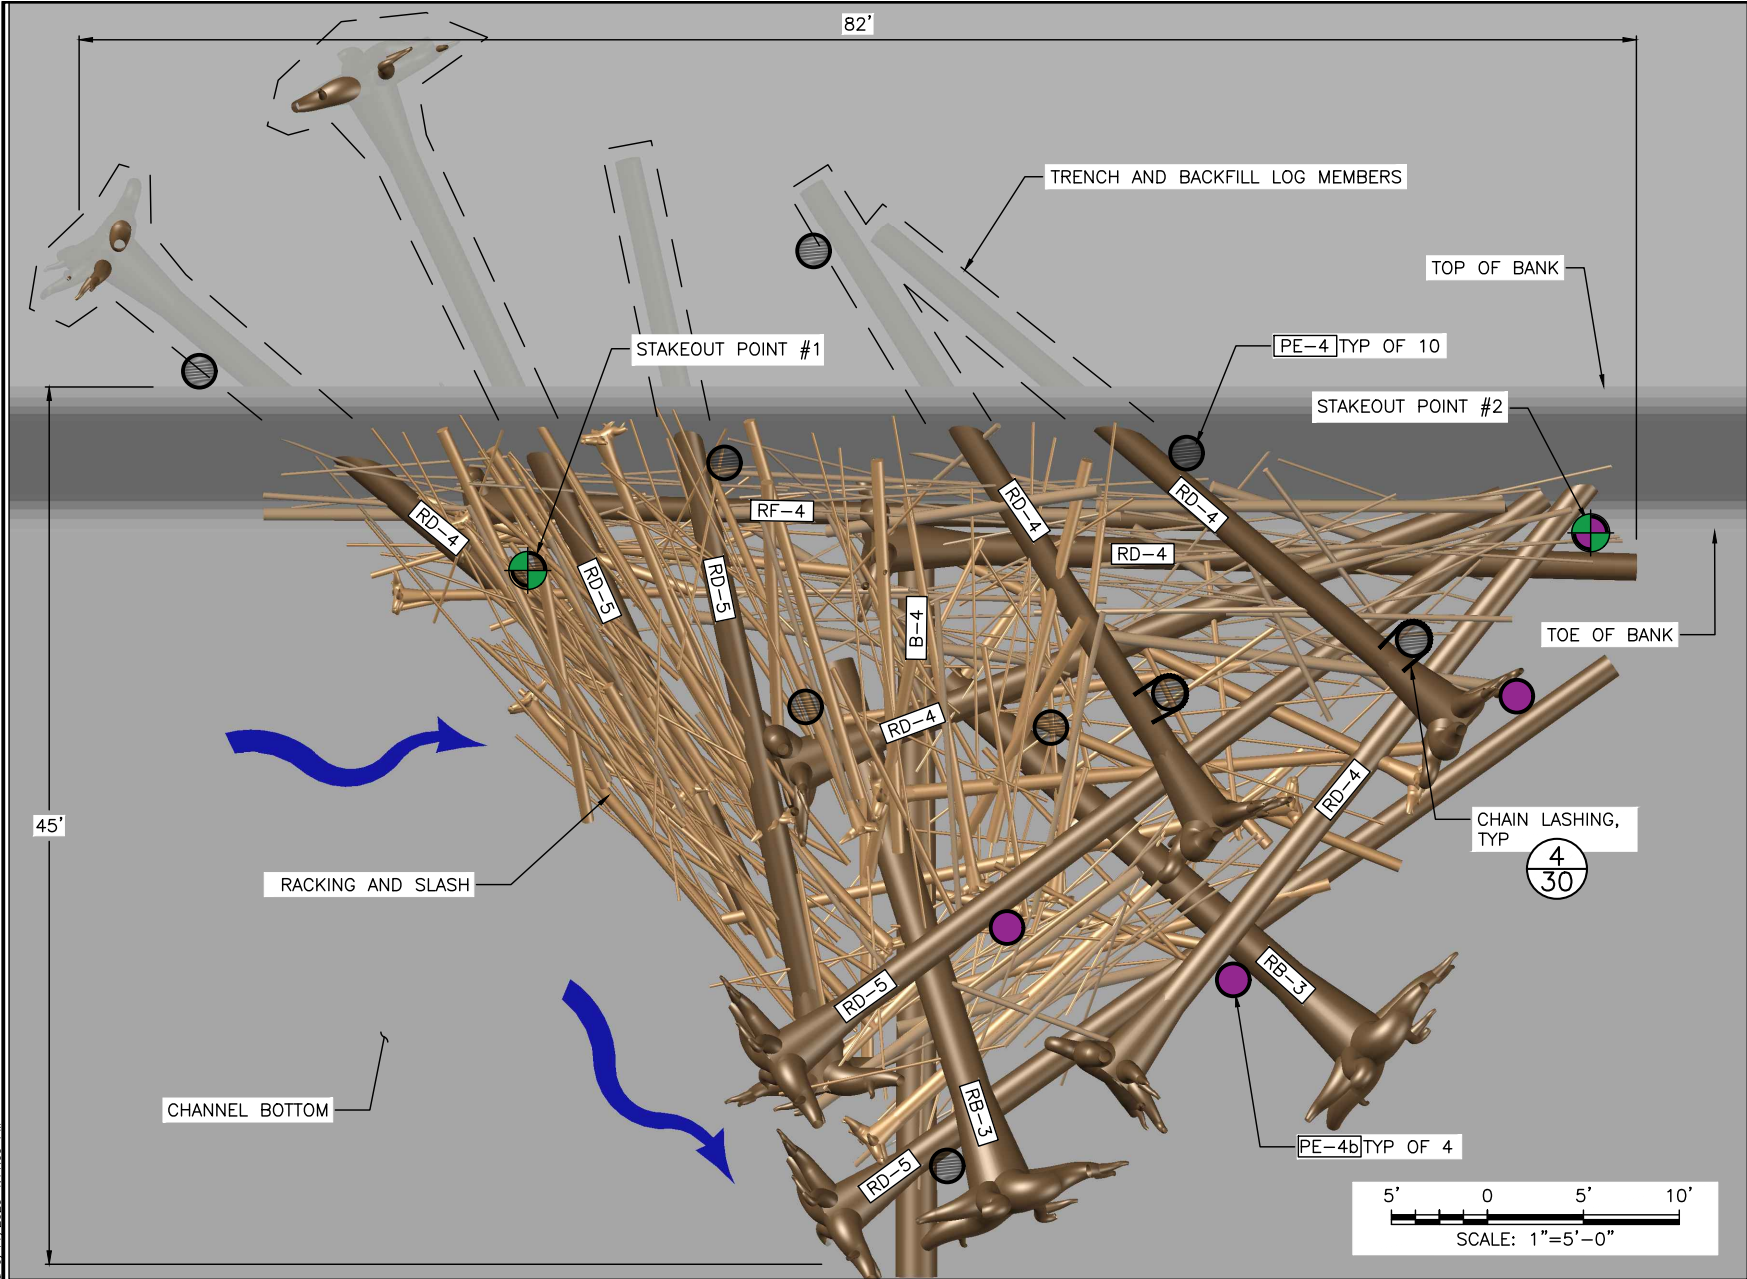 82'
TRENCH AND BACKFILL LOG MEMBERS
TOP OF BANK
STAKEOUT POINT #1
PE-4 TYP OF 10
STAKEOUT POINT #2
RD-4
RF-4
RD-4
RD-4
RD-4
RD-5
RD-5
B-4
TOE OF BANK
RD-4
RD-4
45'
CHAIN LASHING,
TYP
4
30
RACKING AND SLASH
RD-5
RB-3
CHANNEL BOTTOM
RB-3
PE-4b TYP OF 4
RD-5
5' 0 5' 10'
SCALE: 1"=5'-0"